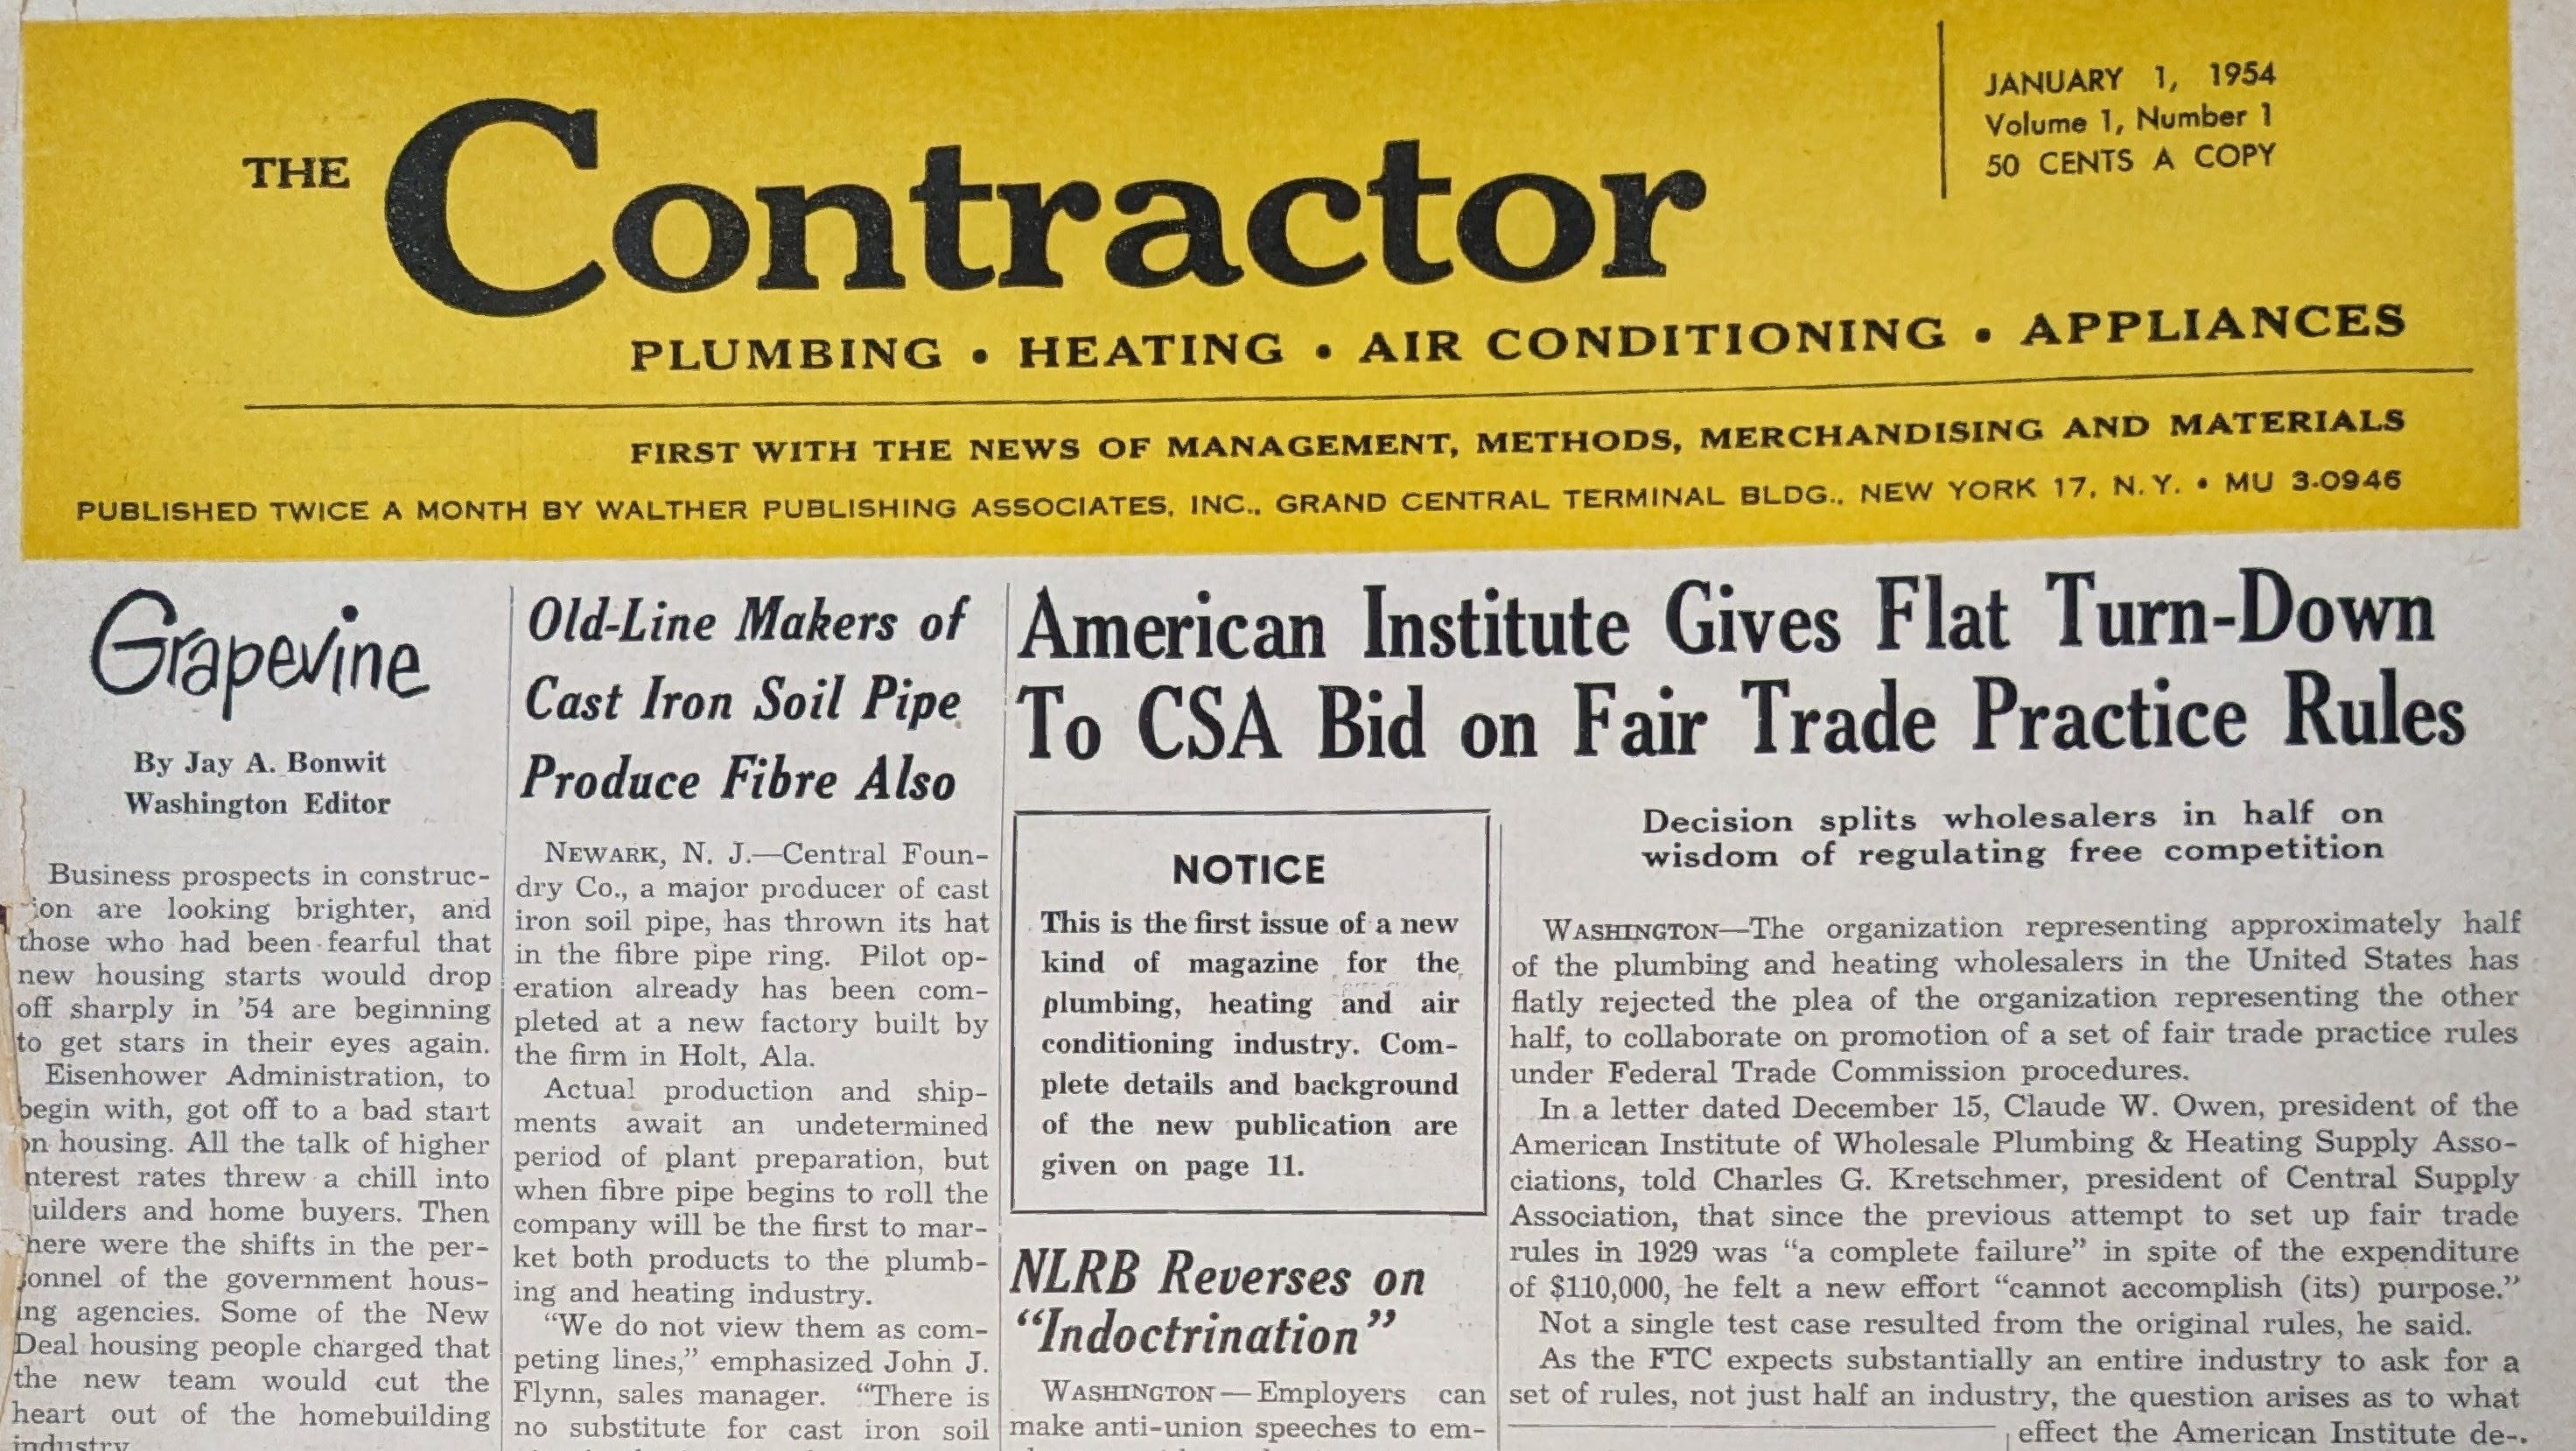 THE Contractor
JANUARY 1, 1954
Volume 1, Number 1
50 CENTS A COPY
PLUMBING • HEATING • AIR CONDITIONING • APPLIANCES
FIRST WITH THE NEWS OF MANAGEMENT, METHODS, MERCHANDISING AND MATERIALS
PUBLISHED TWICE A MONTH BY WALTHER PUBLISHING ASSOCIATES, INC., GRAND CENTRAL TERMINAL BLDG., NEW YORK 17, N.Y. • MU 3-0946
Grapevine
By Jay A. Bonwit
Washington Editor
Business prospects in construc-
ion are looking brighter, and
those who had been fearful that
new housing starts would drop
off sharply in '54 are beginning
to get stars in their eyes again.
Eisenhower Administration, to
begin with, got off to a bad start
on housing. All the talk of higher
nterest rates threw a chill into
uilders and home buyers. Then
here were the shifts in the per-
sonnel of the government hous-
ing agencies. Some of the New
Deal housing people charged that
the new team would cut the
heart out of the homebuilding
industry
Old-Line Makers of
Cast Iron Soil Pipe
Produce Fibre Also
NEWARK, N. J.—Central Foun-
dry Co., a major producer of cast
iron soil pipe, has thrown its hat
in the fibre pipe ring. Pilot op-
eration already has been com-
pleted at a new factory built by
the firm in Holt, Ala.
Actual production and ship-
ments await an undetermined
period of plant preparation, but
when fibre pipe begins to roll the
company will be the first to mar-
ket both products to the plumb-
ing and heating industry.
"We do not view them as com-
peting lines," emphasized John J.
Flynn, sales manager. "There is
no substitute for cast iron soil
American Institute Gives Flat Turn-Down
To CSA Bid on Fair Trade Practice Rules
NOTICE
This is the first issue of a new
kind of magazine for the
plumbing, heating and air
conditioning industry. Com-
plete details and background
of the new publication are
given on page 11.
NLRB Reverses on
"Indoctrination"
WASHINGTON—Employers can
make anti-union speeches to em-
Decision splits wholesalers in half on
wisdom of regulating free competition
WASHINGTON—The organization representing approximately half
of the plumbing and heating wholesalers in the United States has
flatly rejected the plea of the organization representing the other
half, to collaborate on promotion of a set of fair trade practice rules
under Federal Trade Commission procedures.
In a letter dated December 15, Claude W. Owen, president of the
American Institute of Wholesale Plumbing & Heating Supply Asso-
ciations, told Charles G. Kretschmer, president of Central Supply
Association, that since the previous attempt to set up fair trade
rules in 1929 was "a complete failure" in spite of the expenditure
of $110,000, he felt a new effort "cannot accomplish (its) purpose."
Not a single test case resulted from the original rules, he said.
As the FTC expects substantially an entire industry to ask for a
set of rules, not just half an industry, the question arises as to what
effect the American Institute de-